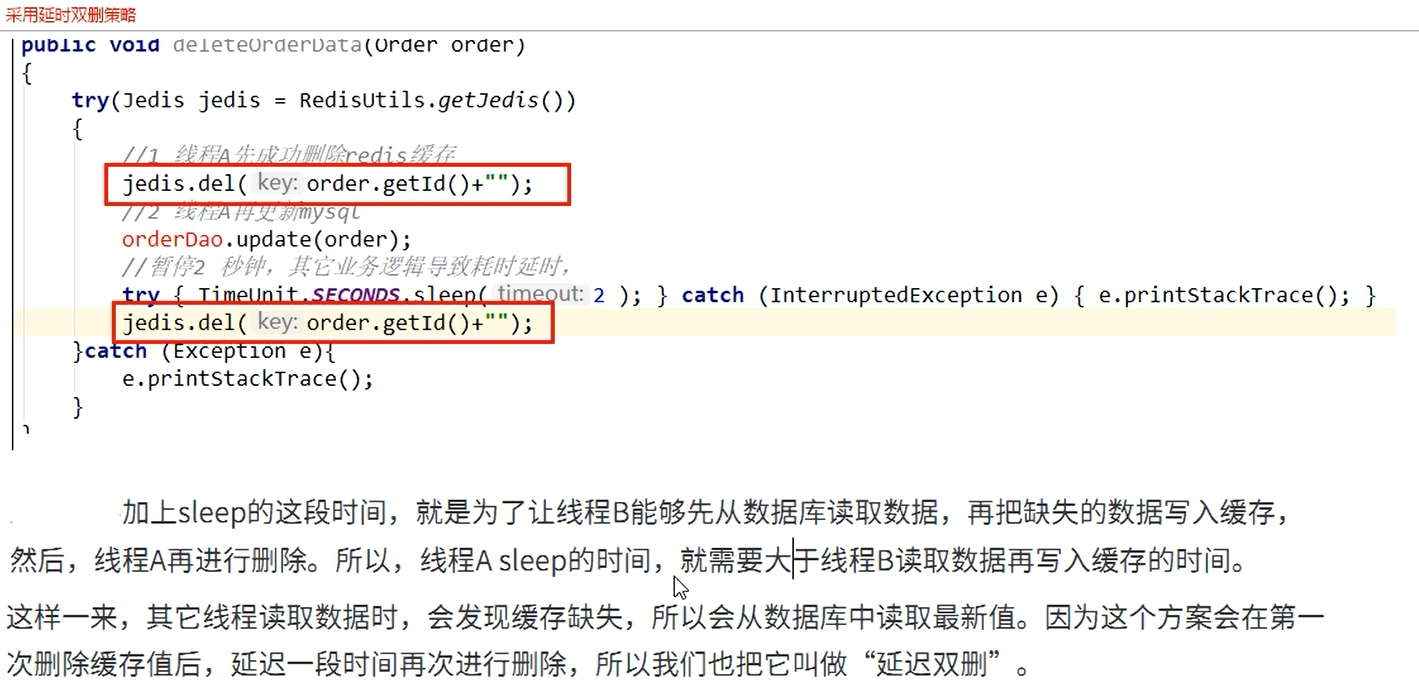 采用延时双删策略
public void deleteOrderData(Order order)
{
try(Jedis jedis = RedisUtils.getJedis())
{
//1 线程A先成功删除redis缓存
jedis.del( key: order.getId()+"");
//2 线程A再更新mysql
orderDao.update(order);
//暂停2 秒钟，其它业务逻辑导致耗时延时，
try { TimeUnit.SECONDS.sleep( timeout: 2 ); } catch (InterruptedException e) { e.printStackTrace(); }
jedis.del( key: order.getId()+"");
}catch (Exception e){
e.printStackTrace();
}
}
加上sleep的这段时间，就是为了让线程B能够先从数据库读取数据，再把缺失的数据写入缓存，
然后，线程A再进行删除。所以，线程A sleep的时间，就需要大于线程B读取数据再写入缓存的时间。
这样一来，其它线程读取数据时，会发现缓存缺失，所以会从数据库中读取最新值。因为这个方案会在第一
次删除缓存值后，延迟一段时间再次进行删除，所以我们也把它叫做“延迟双删”。